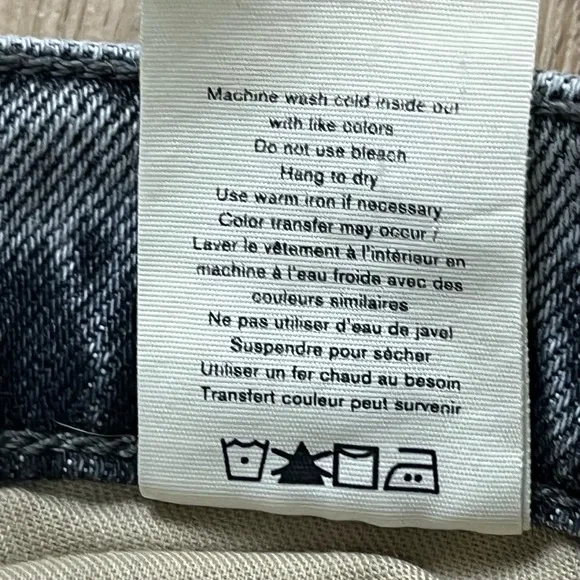 Machine wash cold inside out
with like colors
Do not use bleach
Hang to dry
Use warm iron if necessary
Color transfer may occur /
Laver le vêtement à l'intérieur en
machine à l'eau froide avec des
couleurs similaires
Ne pas utiliser d'eau de javel
Suspendre pour sécher
Utiliser un fer chaud au besoin
Transfert couleur peut survenir